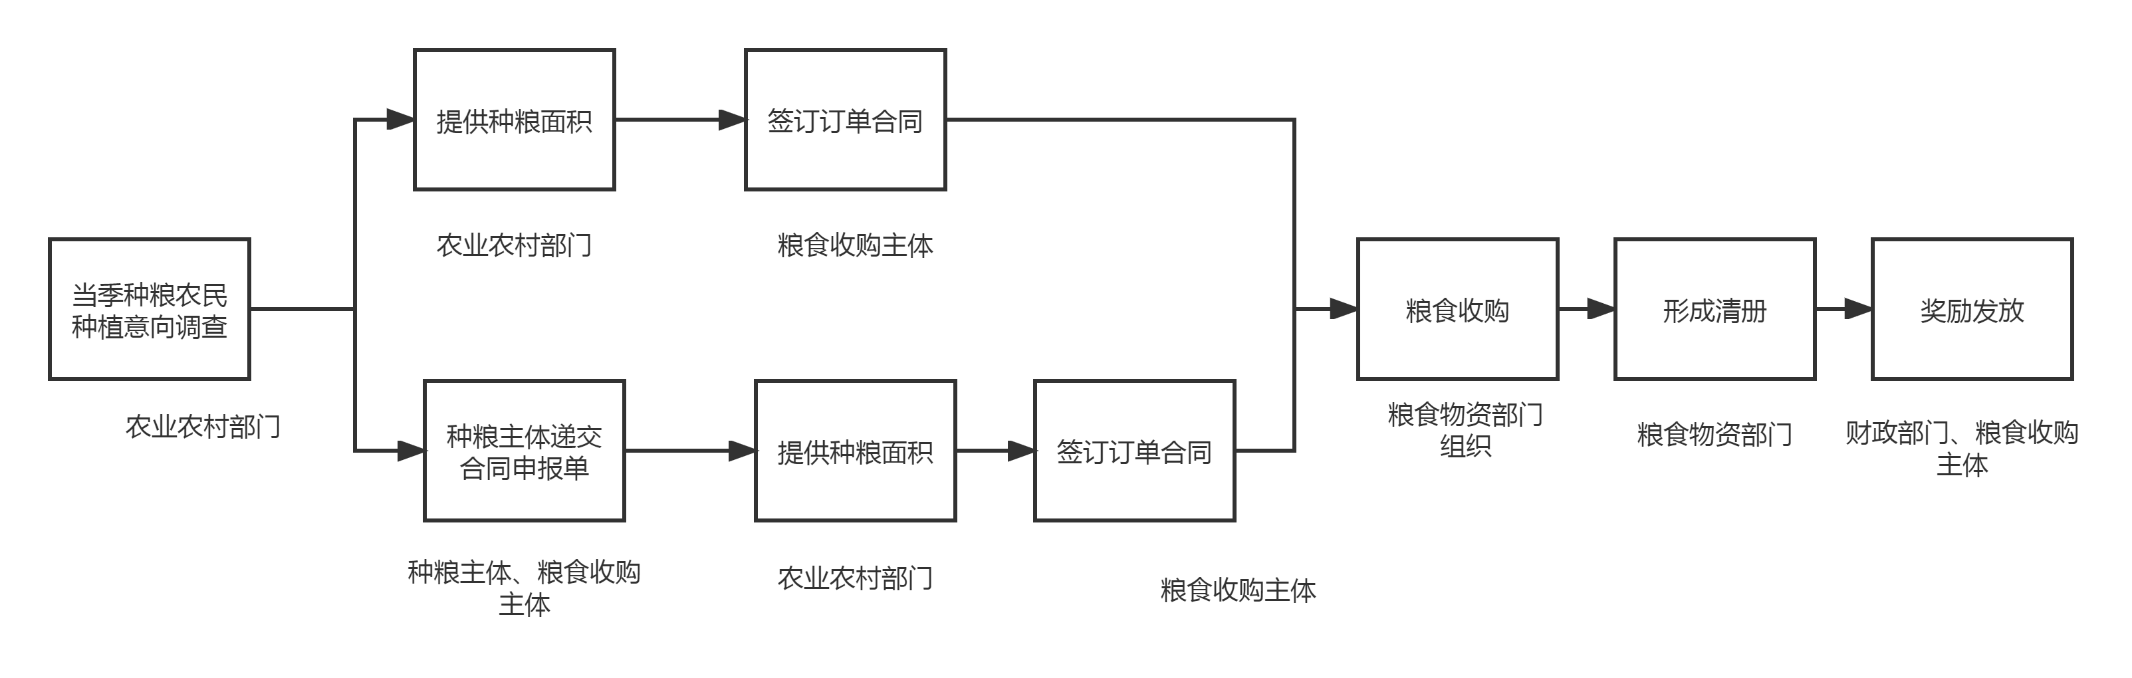 提供种粮面积
签订订单合同
农业农村部门
粮食收购主体
当季种粮农民
种植意向调查
农业农村部门
种粮主体递交
合同申报单
提供种粮面积
签订订单合同
种粮主体、粮食收购
主体
农业农村部门
粮食收购主体
粮食收购
形成清册
奖励发放
粮食物资部门
组织
粮食物资部门
财政部门、粮食收购
主体